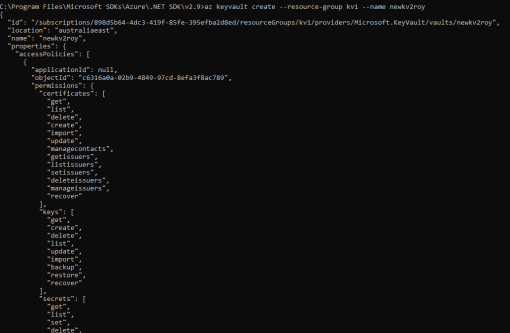 C:\Program Files\Microsoft SDKs\Azure\.NET SDK\v2.9>az keyvault create --resource-group kv1 --name newkv2roy
{
  "id": "/subscriptions/898d5b64-4dc3-419f-85fe-395efba2d8ed/resourceGroups/kv1/providers/Microsoft.KeyVault/vaults/newkv2roy",
  "location": "australiaeast",
  "name": "newkv2roy",
  "properties": {
    "accessPolicies": [
      {
        "applicationId": null,
        "objectId": "c6316a0a-02b9-4849-97cd-8efa3f8ac789",
        "permissions": {
          "certificates": [
            "get",
            "list",
            "delete",
            "create",
            "import",
            "update",
            "managecontacts",
            "getissuers",
            "listissuers",
            "setissuers",
            "deleteissuers",
            "manageissuers",
            "recover"
          ],
          "keys": [
            "get",
            "create",
            "delete",
            "list",
            "update",
            "import",
            "backup",
            "restore",
            "recover"
          ],
          "secrets": [
            "get",
            "list",
            "set",
            "delete",